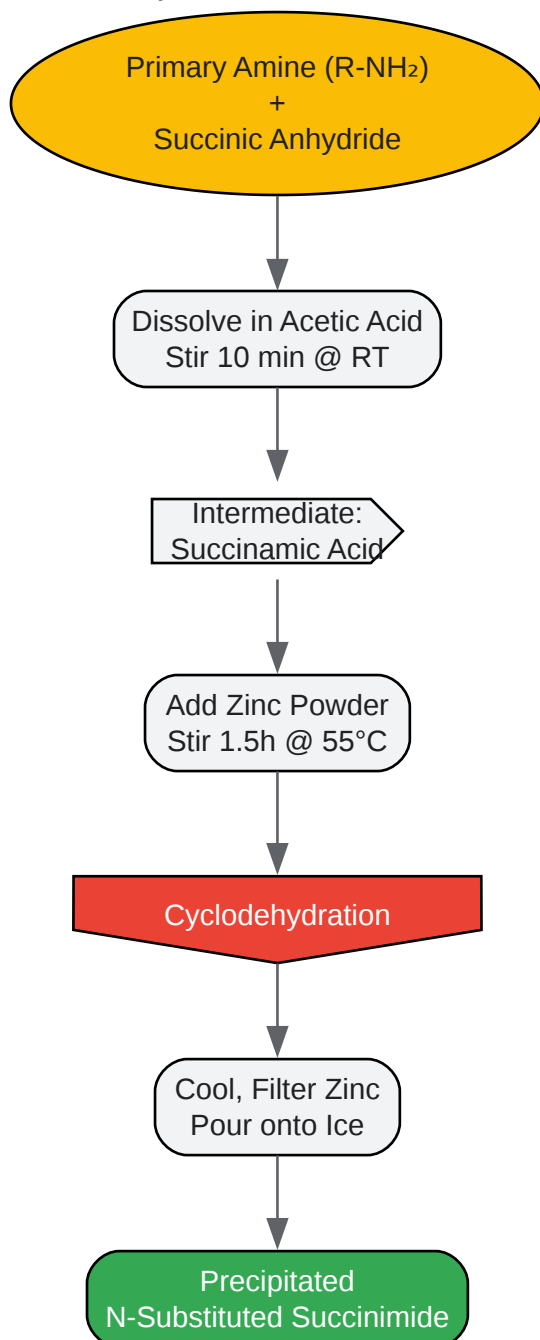 Primary Amine (R-NH₂)
+
Succinic Anhydride
Dissolve in Acetic Acid
Stir 10 min @ RT
Intermediate:
Succinamic Acid
Add Zinc Powder
Stir 1.5h @ 55°C
Cyclodehydration
Cool, Filter Zinc
Pour onto Ice
Precipitated
N-Substituted Succinimide